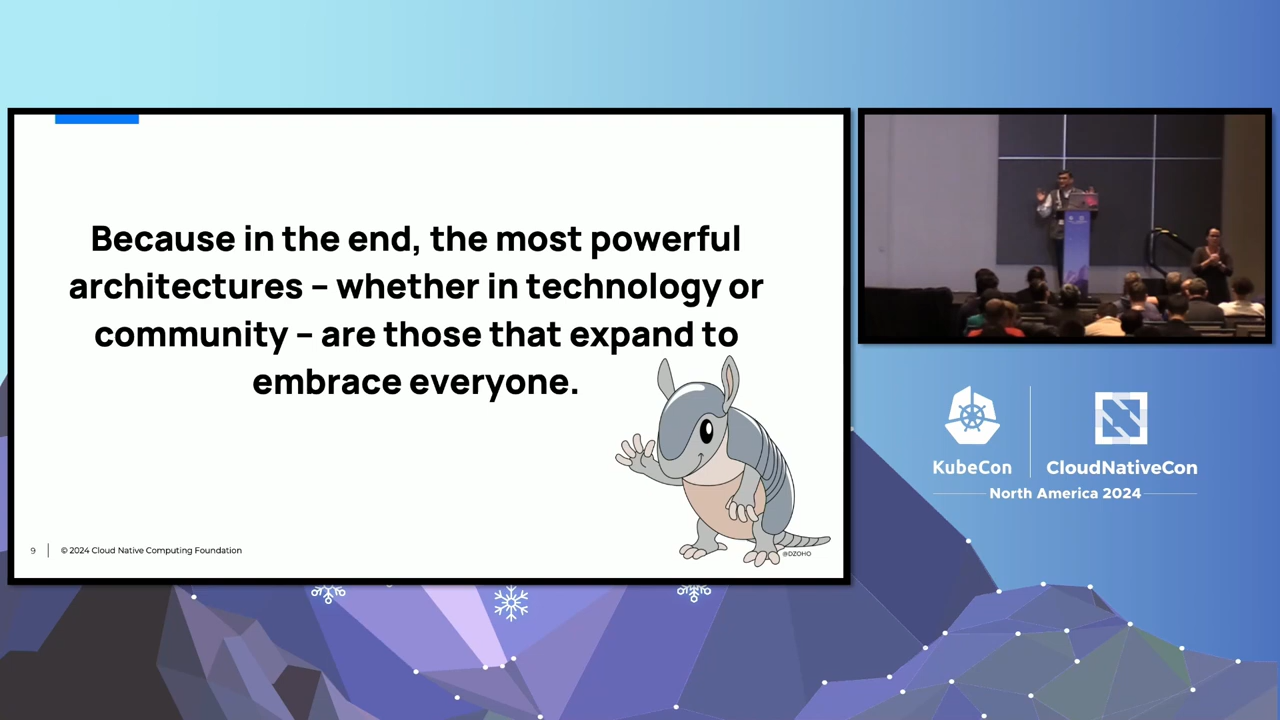 Because in the end, the most powerful
architectures – whether in technology or
community – are those that expand to
embrace everyone.
9
© 2024 Cloud Native Computing Foundation
@DZOHO
KubeCon
CloudNativeCon
North America 2024